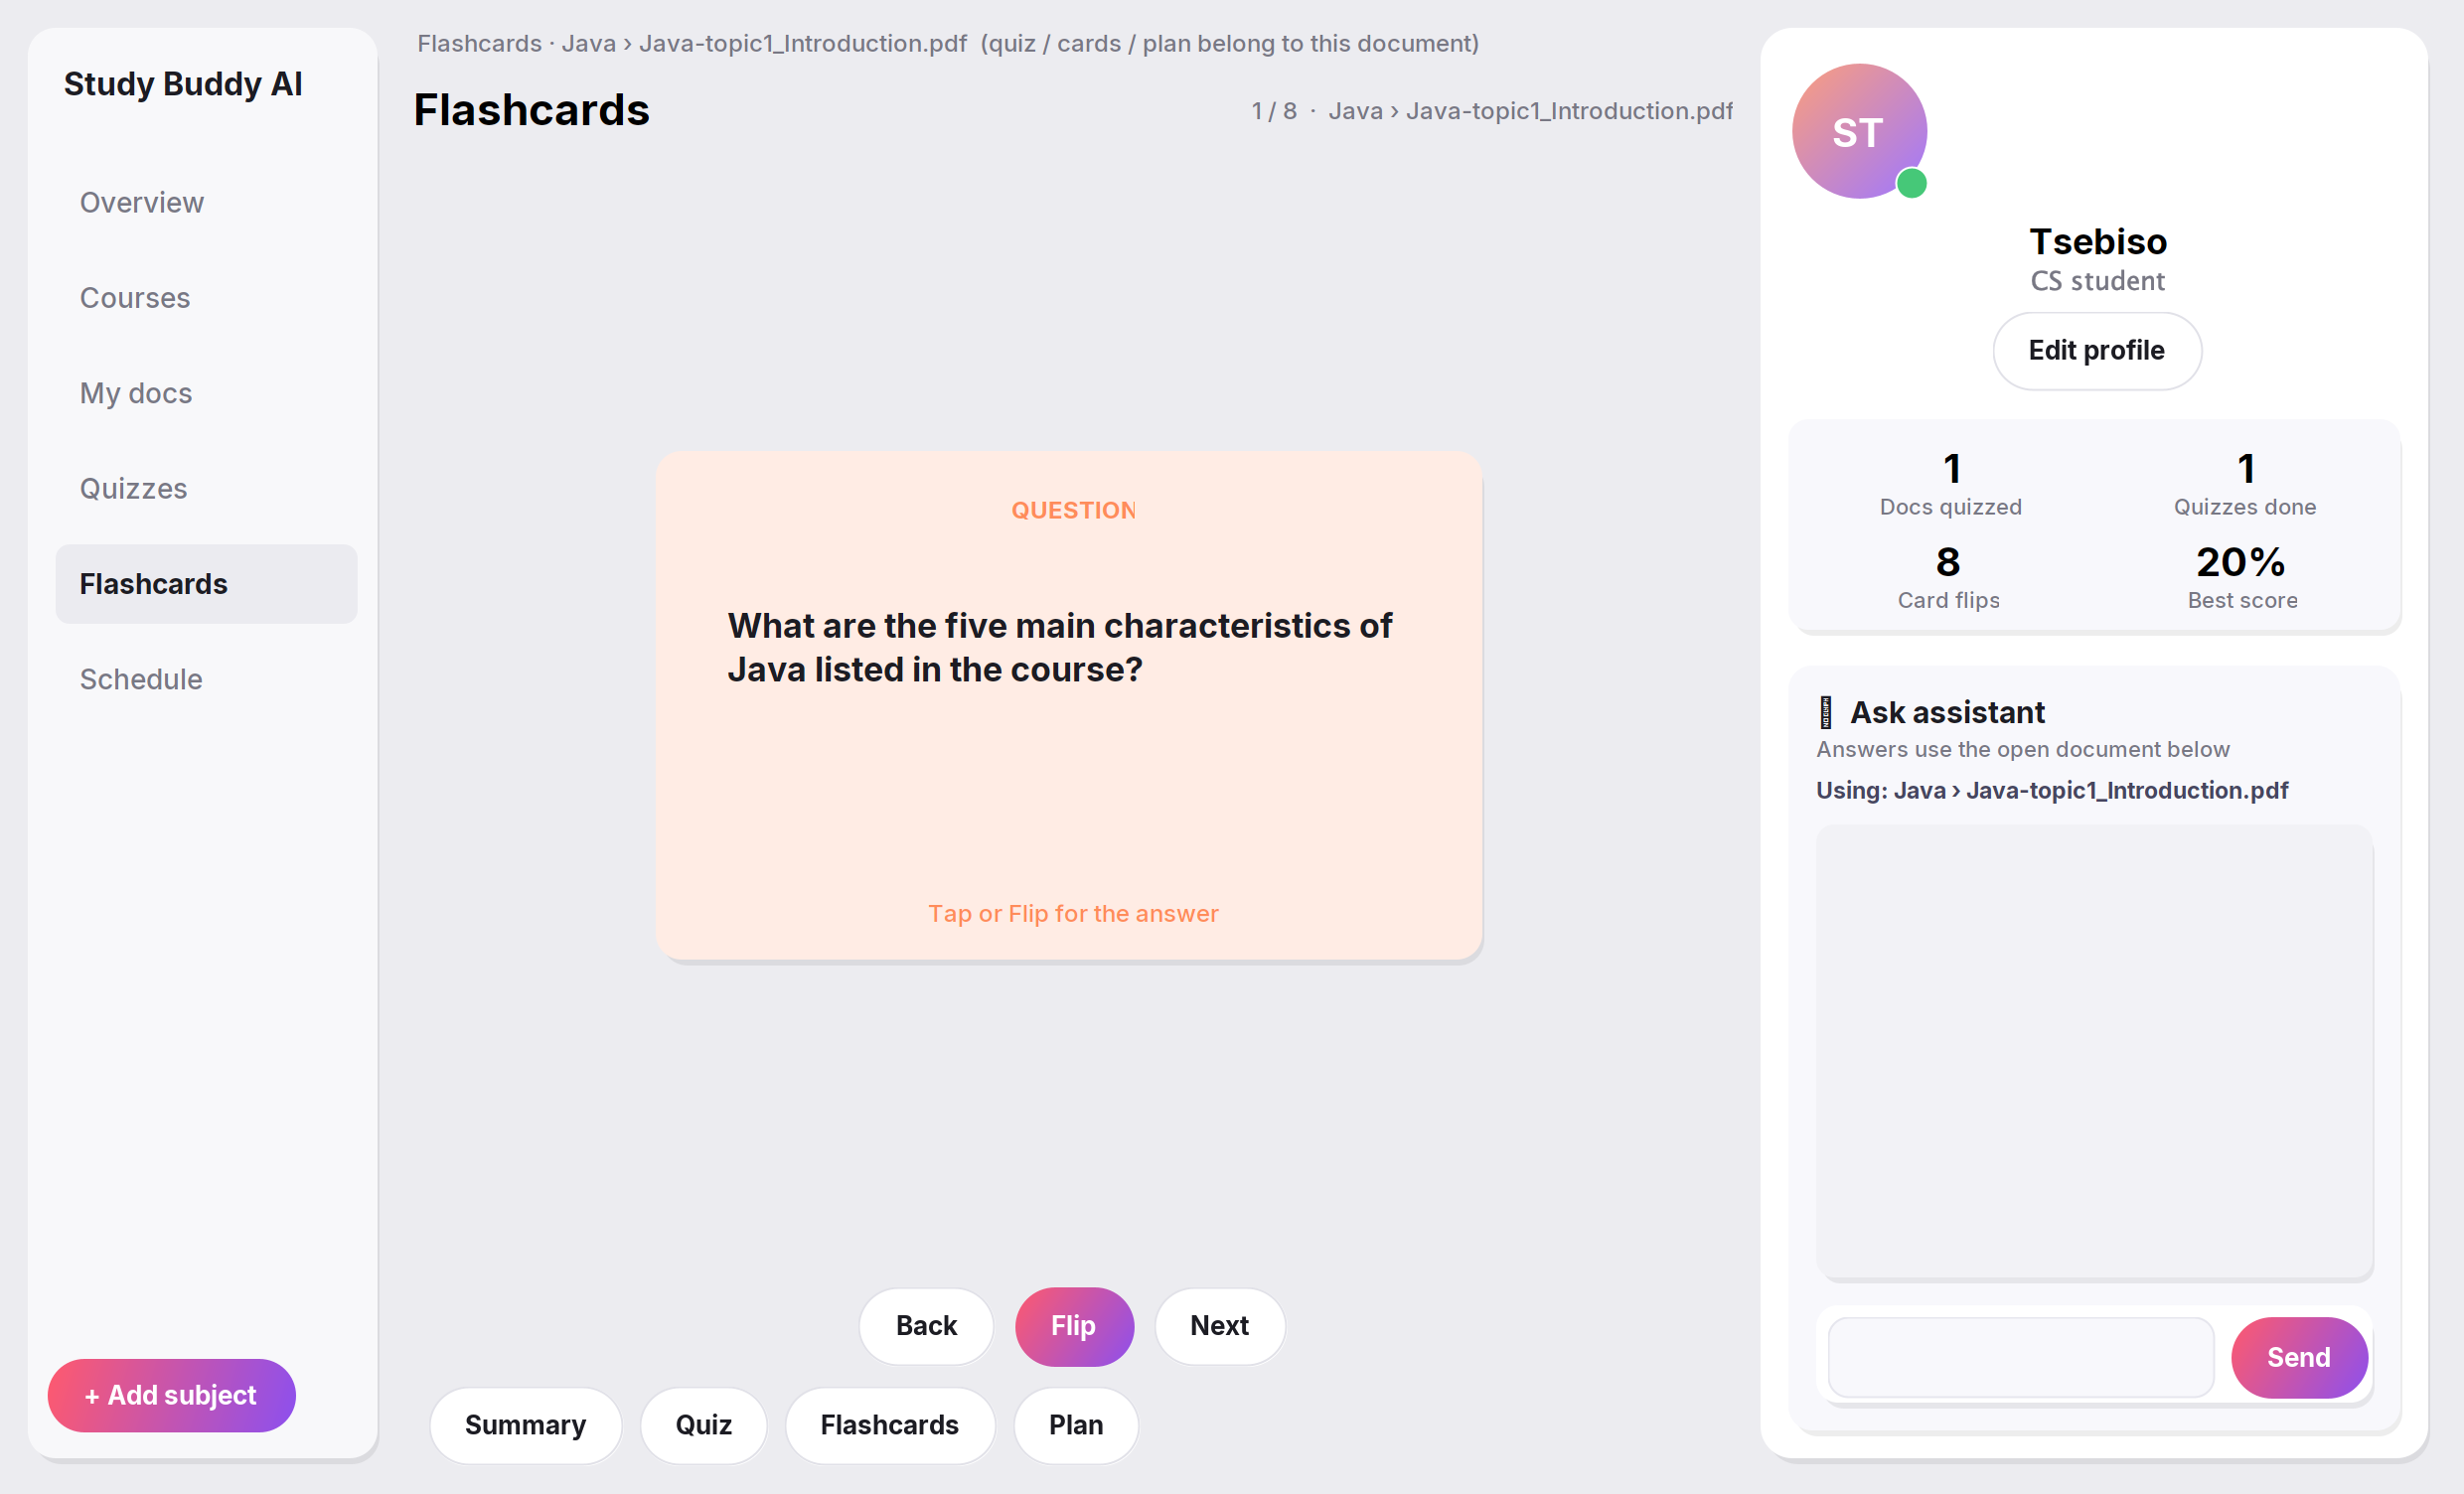 Study Buddy AI
Overview
Courses
My docs
Quizzes
Flashcards
Schedule
+ Add subject
Flashcards · Java › Java-topic1_Introduction.pdf (quiz / cards / plan belong to this document)
Flashcards
1 / 8 · Java › Java-topic1_Introduction.pdf
QUESTION
What are the five main characteristics of
Java listed in the course?
Tap or Flip for the answer
Back
Flip
Next
Summary
Quiz
Flashcards
Plan
ST
Tsebiso
CS student
Edit profile
1
Docs quizzed
1
Quizzes done
8
Card flips
20%
Best score
Ask assistant
Answers use the open document below
Using: Java › Java-topic1_Introduction.pdf
Send